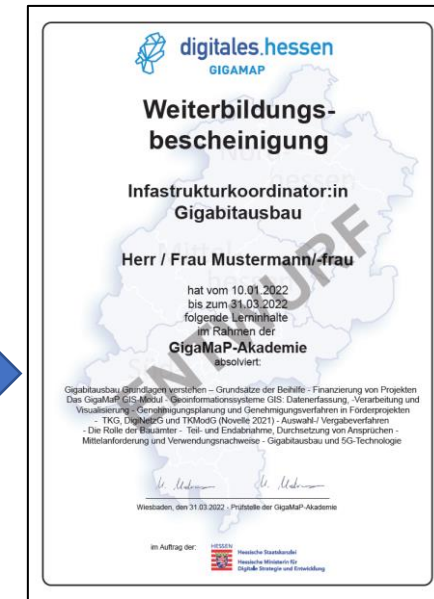 digitales.hessen
GIGAMAP
Weiterbildungs-
bescheinigung
Infastrukturkoordinator:in
Gigabitausbau
Herr / Frau Mustermann/-frau
hat vom 10.01.2022
bis zum 31.03.2022
folgende Lerninhalte
im Rahmen der
GigaMaP-Akademie
absolviert:
Gigabitausbau Grundlagen verstehen – Grundsätze der Beihilfe - Finanzierung von Projekten
Das GigaMaP GIS-Modul - Geoinformationssysteme GIS: Datenerfassung, -Verarbeitung und
Visualisierung - Genehmigungsplanung und Genehmigungsverfahren in Förderprojekten
- TKG, DigiNetzG und TKModG (Novelle 2021) - Auswahl-/ Vergabeverfahren
- Die Rolle der Bauämter - Teil- und Endabnahme, Durchsetzung von Ansprüchen -
Mittelanforderung und Verwendungsnachweise - Gigabitausbau und 5G-Technologie
ENTWURF
Wiesbaden, den 31.03.2022 - Prüfstelle der GigaMaP-Akademie
im Auftrag der:
HESSEN
Hessische Staatskanzlei
Hessische Ministerin für
Digitale Strategie und Entwicklung